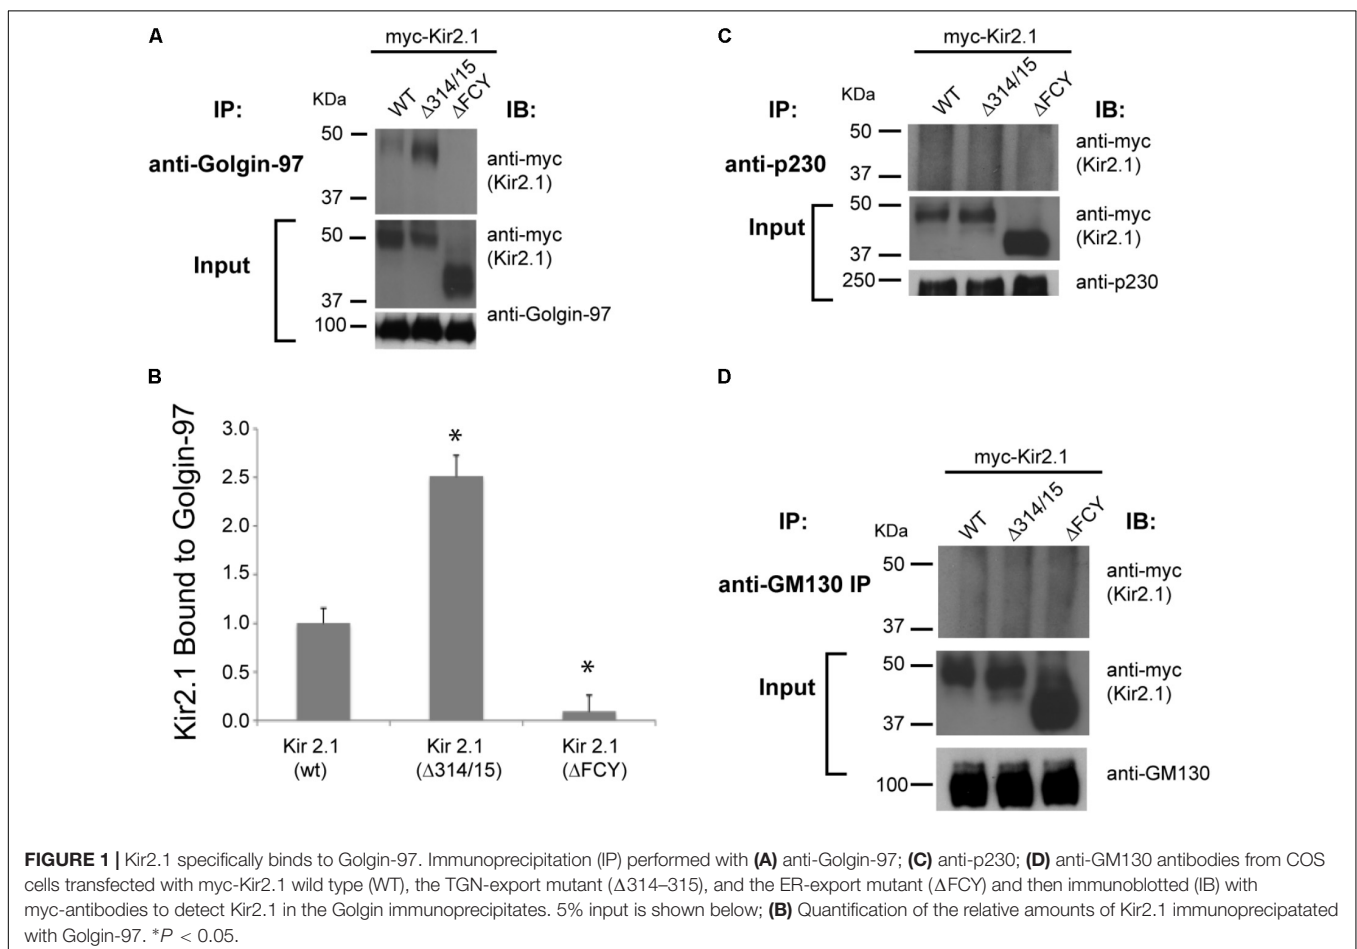 A
myc-Kir2.1
WT Δ314/15 ΔFCY
KDa
IP:
IB:
50
anti-Golgin-97
anti-myc
(Kir2.1)
37
Input
50
anti-myc
(Kir2.1)
37
100
anti-Golgin-97
C
myc-Kir2.1
WT Δ314/15 ΔFCY
KDa
IP:
IB:
50
anti-p230
anti-myc
(Kir2.1)
37
Input
50
anti-myc
(Kir2.1)
37
250
anti-p230
B
Kir2.1 Bound to Golgin-97
3.0
2.5
2.0
1.5
1.0
0.5
0.0
*
*
Kir 2.1
(wt)
Kir 2.1
(Δ314/15)
Kir 2.1
(ΔFCY)
D
myc-Kir2.1
WT Δ314/15 ΔFCY
IP:
KDa
IB:
50
anti-GM130 IP
anti-myc
(Kir2.1)
37
Input
50
anti-myc
(Kir2.1)
37
100
anti-GM130
FIGURE 1 | Kir2.1 specifically binds to Golgin-97. Immunoprecipitation (IP) performed with (A) anti-Golgin-97; (C) anti-p230; (D) anti-GM130 antibodies from COS
cells transfected with myc-Kir2.1 wild type (WT), the TGN-export mutant (Δ314–315), and the ER-export mutant (ΔFCY) and then immunoblotted (IB) with
myc-antibodies to detect Kir2.1 in the Golgin immunoprecipitates. 5% input is shown below; (B) Quantification of the relative amounts of Kir2.1 immunoprecipatated
with Golgin-97. *P < 0.05.